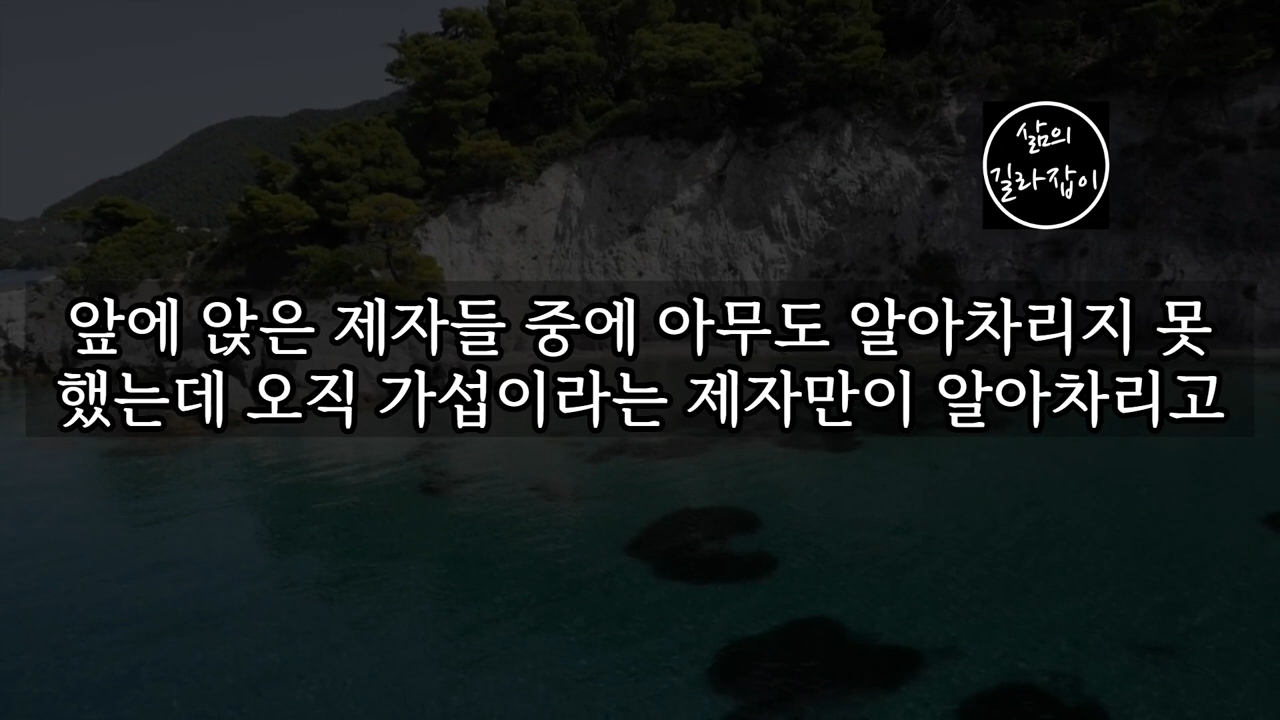 삶의
길라잡이
앞에 앉은 제자들 중에 아무도 알아차리지 못
했는데 오직 가섭이라는 제자만이 알아차리고